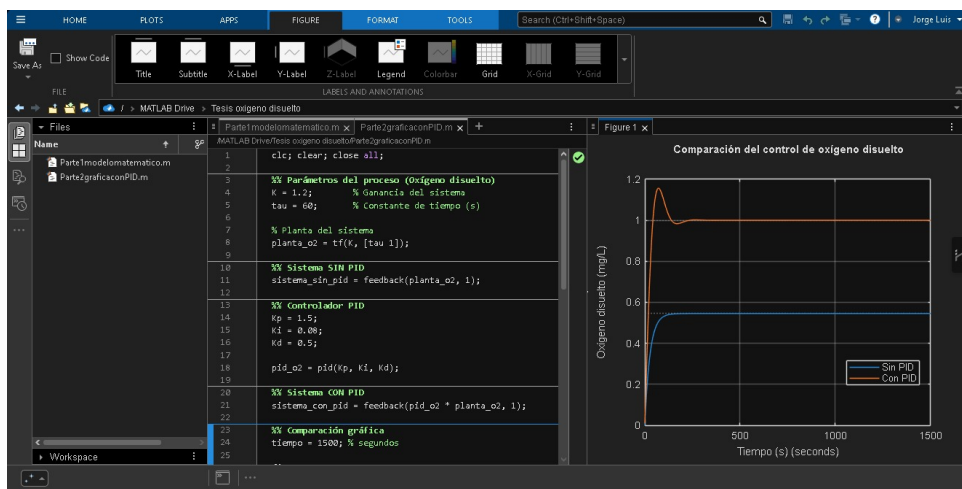 HOME PLOTS APPS FIGURE FORMAT TOOLS Search (Ctrl+Shift+Space) Jorge Luis
Save As
Show Code
Title Subtitle X-Label Y-Label Z-Label Legend Colorbar Grid X-Grid Y-Grid
FILE LABELS AND ANNOTATIONS
/ > MATLAB Drive > Tesis oxigeno disuelto
Files
Name
Parte1modelomatematico.m
Parte2graficaconPID.m
Workspace
Parte1modelomatematico.m x Parte2graficaconPID.m x +
/MATLAB Drive/Tesis oxigeno disuelto/Parte2graficaconPID.m
1 clc; clear; close all;
2
3 %% Parámetros del proceso (Oxígeno disuelto)
4 K = 1.2; % Ganancia del sistema
5 tau = 60; % Constante de tiempo (s)
6
7 % Planta del sistema
8 planta_o2 = tf(K, [tau 1]);
9
10 %% Sistema SIN PID
11 sistema_sin_pid = feedback(planta_o2, 1);
12
13 %% Controlador PID
14 Kp = 1.5;
15 Ki = 0.08;
16 Kd = 0.5;
17
18 pid_o2 = pid(Kp, Ki, Kd);
19
20 %% Sistema CON PID
21 sistema_con_pid = feedback(pid_o2 * planta_o2, 1);
22
23 %% Comparación gráfica
24 tiempo = 1500; % segundos
25
Figure 1 x
Comparación del control de oxígeno disuelto
1.2
1
0.8
0.6
0.4
0.2
0
Oxígeno disuelto (mg/L)
Sin PID
Con PID
0 500 1000 1500
Tiempo (s) (seconds)